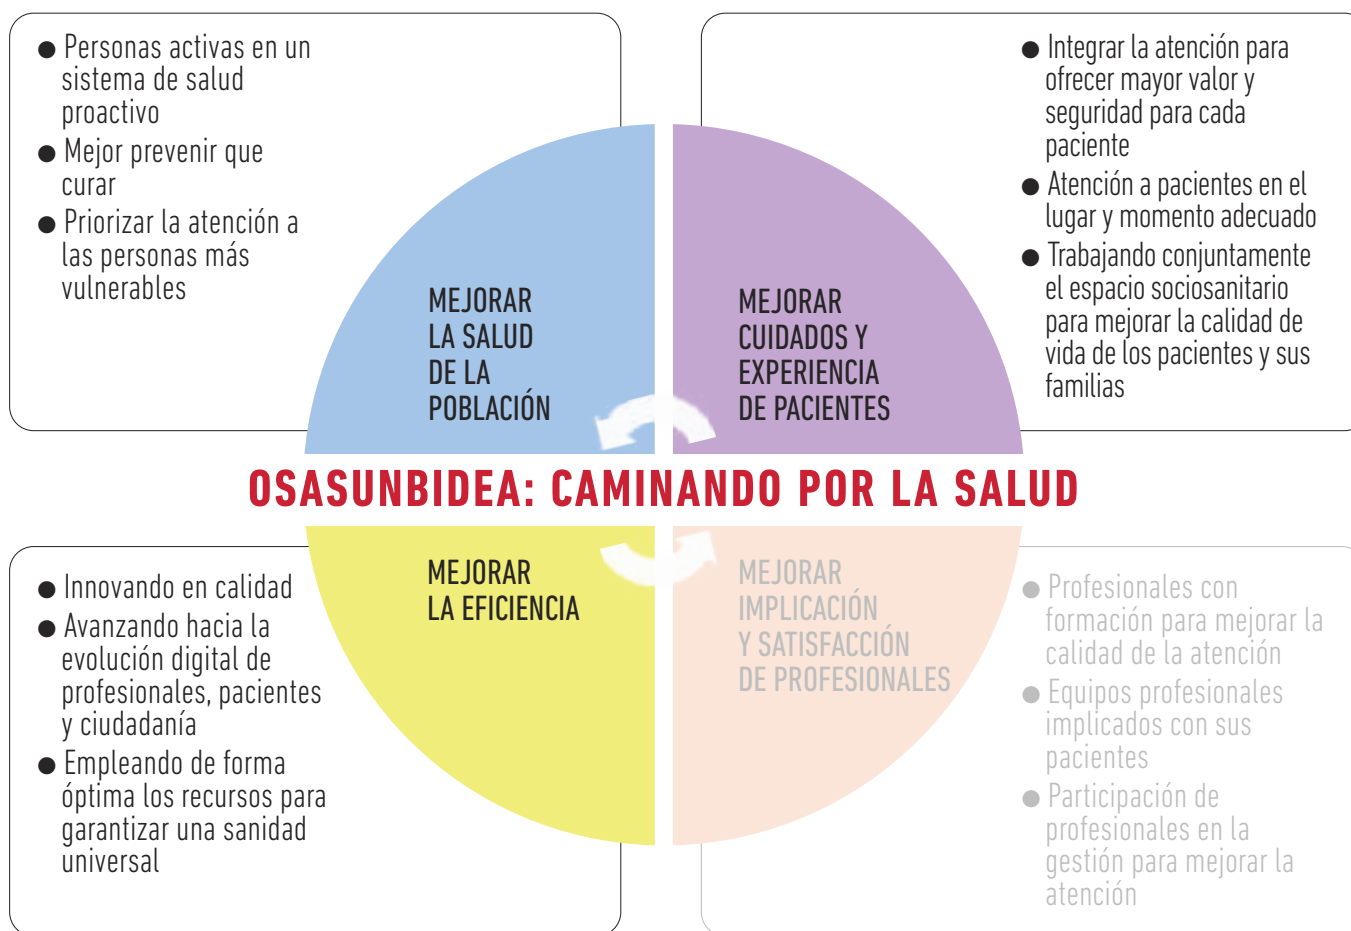 ● Personas activas en un
sistema de salud
proactivo
● Mejor prevenir que
curar
● Priorizar la atención a
las personas más
vulnerables
MEJORAR
LA SALUD
DE LA
POBLACIÓN
MEJORAR
CUIDADOS Y
EXPERIENCIA
DE PACIENTES
● Integrar la atención para
ofrecer mayor valor y
seguridad para cada
paciente
● Atención a pacientes en el
lugar y momento adecuado
● Trabajando conjuntamente
el espacio sociosanitario
para mejorar la calidad de
vida de los pacientes y sus
familias
OSASUNBIDEA: CAMINANDO POR LA SALUD
● Innovando en calidad
● Avanzando hacia la
evolución digital de
profesionales, pacientes
y ciudadanía
● Empleando de forma
óptima los recursos para
garantizar una sanidad
universal
MEJORAR
LA EFICIENCIA
MEJORAR
IMPLICACIÓN
Y SATISFACCIÓN
DE PROFESIONALES
● Profesionales con
formación para mejorar la
calidad de la atención
● Equipos profesionales
implicados con sus
pacientes
● Participación de
profesionales en la
gestión para mejorar la
atención